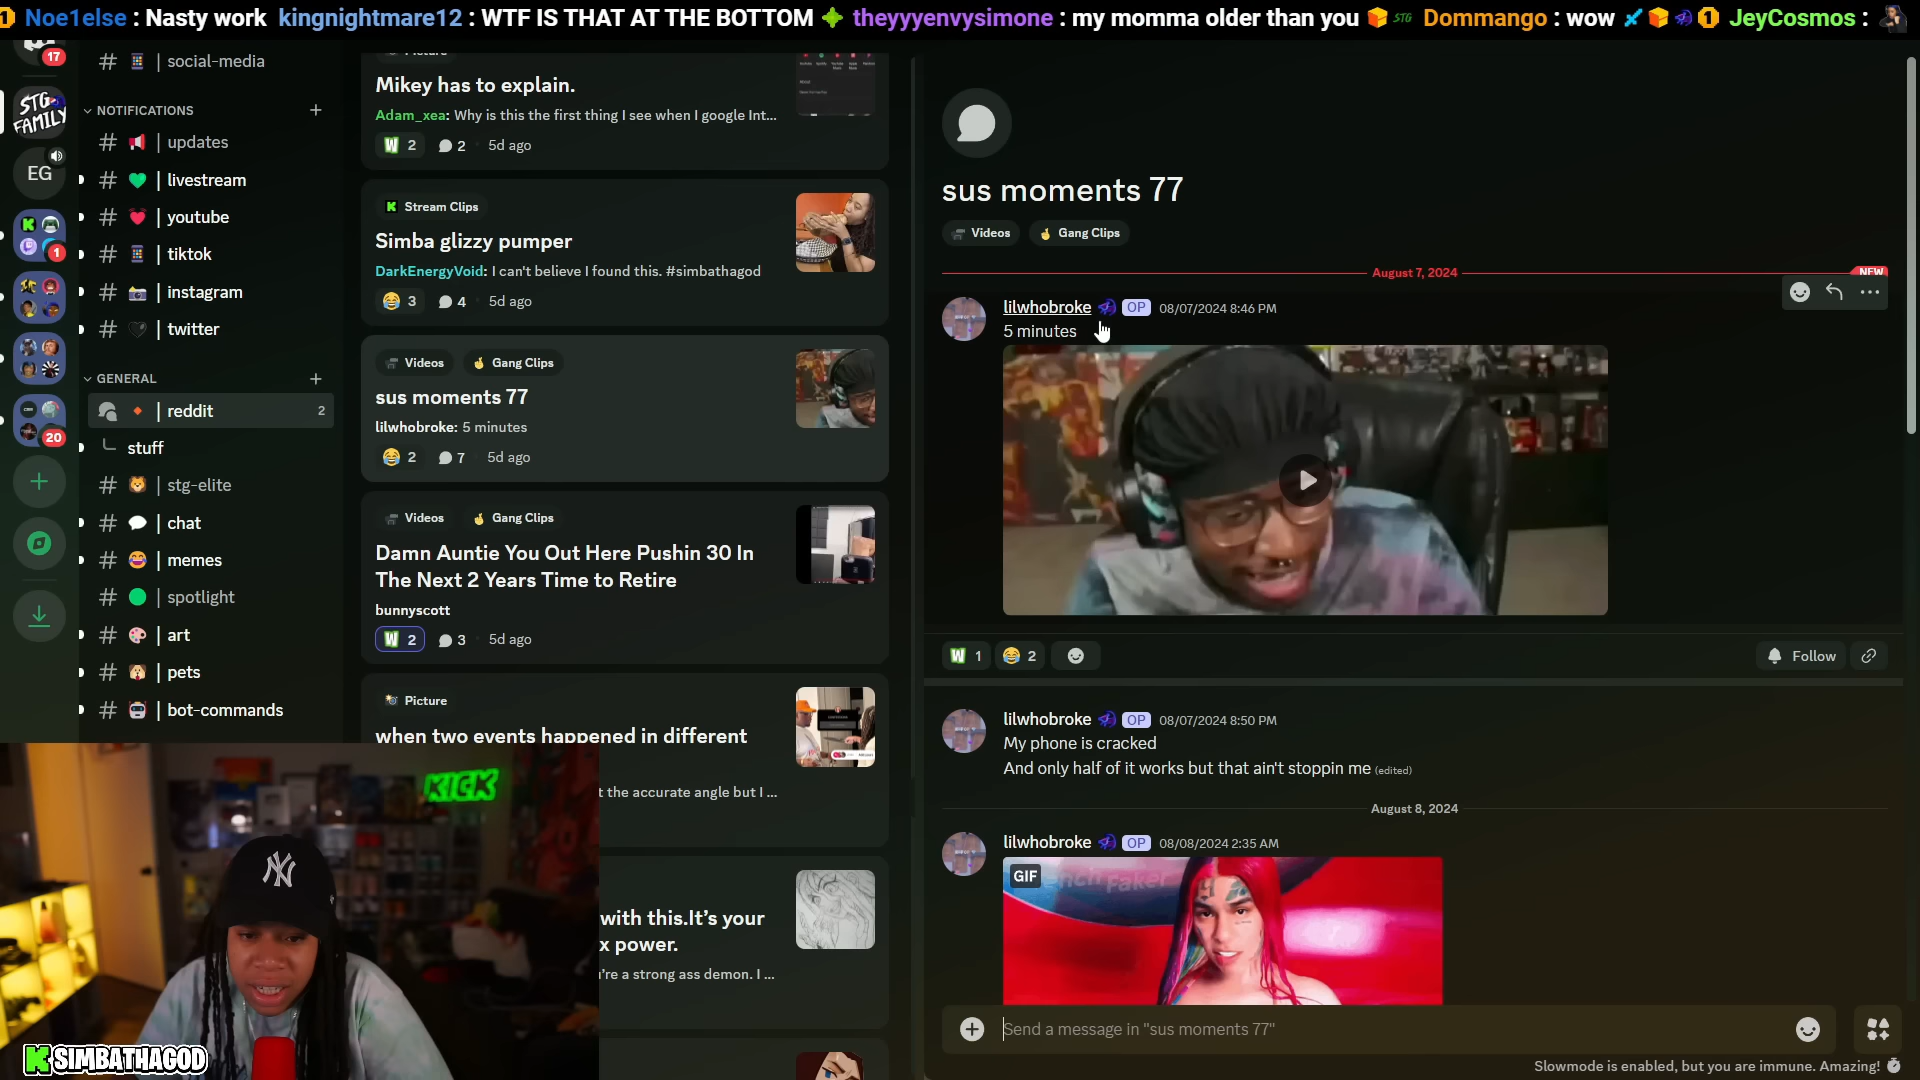 Noe1else : Nasty work kingnightmare12 : WTF IS THAT AT THE BOTTOM theyyyenvysimone : my momma older than you STG Dommango : wow JeyCosmos :
17
STG FAMILY
EG
1
20
# | social-media
NOTIFICATIONS
# | updates
# | livestream
# | youtube
# | tiktok
# | instagram
# | twitter
GENERAL
| reddit 2
stuff
# | stg-elite
# | chat
# | memes
# | spotlight
# | art
# | pets
# | bot-commands
Picture
Mikey has to explain.
Adam_xea: Why is this the first thing I see when I google Int...
W 2 2 5d ago
K Stream Clips
Simba glizzy pumper
DarkEnergyVoid: I can't believe I found this. #simbathagod
3 4 5d ago
Videos Gang Clips
sus moments 77
lilwhobroke: 5 minutes
2 7 5d ago
Videos Gang Clips
Damn Auntie You Out Here Pushin 30 In
The Next 2 Years Time to Retire
bunnyscott
W 2 3 5d ago
Picture
when two events happened in different
t the accurate angle but I ...
with this.It's your
x power.
're a strong ass demon. I ...
sus moments 77
Videos Gang Clips
August 7, 2024 NEW
lilwhobroke OP 08/07/2024 8:46 PM
5 minutes
W 1 2 Follow
lilwhobroke OP 08/07/2024 8:50 PM
My phone is cracked
And only half of it works but that ain't stoppin me (edited)
August 8, 2024
lilwhobroke OP 08/08/2024 2:35 AM
GIF
Send a message in "sus moments 77"
Slowmode is enabled, but you are immune. Amazing!
KICK
NY
K SIMBATHAGOD